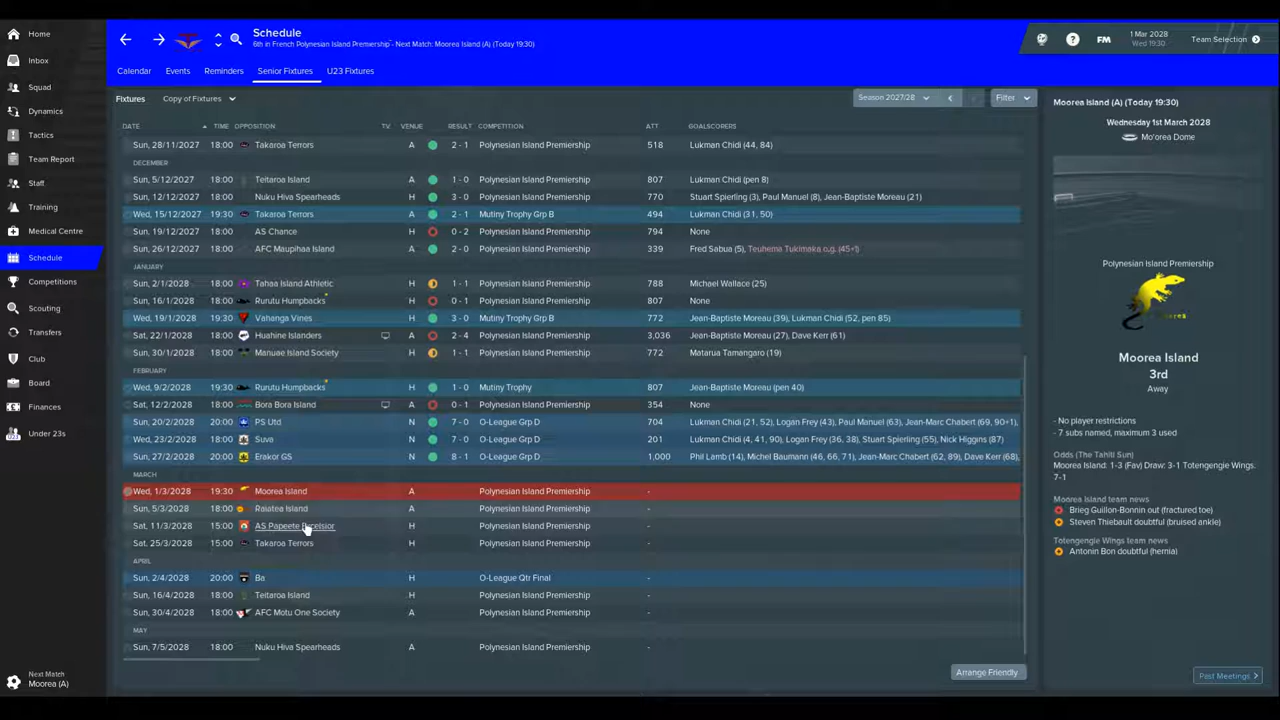 Home
Inbox
Squad
Dynamics
Tactics
Team Report
Staff
Training
Medical Centre
Schedule
Competitions
Scouting
Transfers
Club
Board
Finances
Under 23s
Next Match
Moorea (A)
Schedule
6th in French Polynesian Island Premiership - Next Match: Moorea Island (A) (Today 19:30)
? FM 1 Mar 2028 Wed 19:30 Team Selection
Calendar Events Reminders Senior Fixtures U23 Fixtures
Fixtures Copy of Fixtures Season 2027/28 Filter
DATE TIME OPPOSITION TV VENUE RESULT COMPETITION ATT GOALSCORERS
Sun, 28/11/2027 18:00 Takaroa Terrors A 2 - 1 Polynesian Island Premiership 518 Lukman Chidi (44, 84)
DECEMBER
Sun, 5/12/2027 18:00 Teitaroa Island A 1 - 0 Polynesian Island Premiership 807 Lukman Chidi (pen 8)
Sun, 12/12/2027 18:00 Nuku Hiva Spearheads H 3 - 0 Polynesian Island Premiership 770 Stuart Spierling (3), Paul Manuel (8), Jean-Baptiste Moreau (21)
Wed, 15/12/2027 19:30 Takaroa Terrors A 2 - 1 Mutiny Trophy Grp B 494 Lukman Chidi (31, 50)
Sun, 19/12/2027 18:00 AS Chance H 0 - 2 Polynesian Island Premiership 794 None
Sun, 26/12/2027 18:00 AFC Maupihaa Island A 2 - 0 Polynesian Island Premiership 339 Fred Sabua (5), Teuhema Tukimaka o.g. (45+1)
JANUARY
Sun, 2/1/2028 18:00 Tahaa Island Athletic H 1 - 1 Polynesian Island Premiership 788 Michael Wallace (25)
Sun, 16/1/2028 18:00 Rurutu Humpbacks H 0 - 1 Polynesian Island Premiership 807 None
Wed, 19/1/2028 19:30 Vahanga Vines H 3 - 0 Mutiny Trophy Grp B 772 Jean-Baptiste Moreau (39), Lukman Chidi (52, pen 85)
Sat, 22/1/2028 18:00 Huahine Islanders A 2 - 4 Polynesian Island Premiership 3,036 Jean-Baptiste Moreau (27), Dave Kerr (61)
Sun, 30/1/2028 18:00 Manuae Island Society H 1 - 1 Polynesian Island Premiership 772 Matarua Tamangaro (19)
FEBRUARY
Wed, 9/2/2028 19:30 Rurutu Humpbacks H 1 - 0 Mutiny Trophy 807 Jean-Baptiste Moreau (pen 40)
Sat, 12/2/2028 18:00 Bora Bora Island A 0 - 1 Polynesian Island Premiership 354 None
Sun, 20/2/2028 20:00 PS Utd N 7 - 0 O-League Grp D 704 Lukman Chidi (21, 52), Logan Frey (43), Paul Manuel (63), Jean-Marc Chabert (69, 90+1),
Wed, 23/2/2028 18:00 Suva N 7 - 0 O-League Grp D 201 Lukman Chidi (4, 41, 90), Logan Frey (36, 38), Stuart Spierling (55), Nick Higgins (87)
Sun, 27/2/2028 20:00 Erakor GS N 8 - 1 O-League Grp D 1,000 Phil Lamb (14), Michel Baumann (46, 66, 71), Jean-Marc Chabert (62, 89), Dave Kerr (68),
MARCH
Wed, 1/3/2028 19:30 Moorea Island A Polynesian Island Premiership -
Sun, 5/3/2028 18:00 Raiatea Island A Polynesian Island Premiership -
Sat, 11/3/2028 15:00 AS Papeete Excelsior H Polynesian Island Premiership -
Sat, 25/3/2028 15:00 Takaroa Terrors H Polynesian Island Premiership -
APRIL
Sun, 2/4/2028 20:00 Ba H O-League Qtr Final -
Sun, 16/4/2028 18:00 Teitaroa Island H Polynesian Island Premiership -
Sun, 30/4/2028 18:00 AFC Motu One Society A Polynesian Island Premiership -
MAY
Sun, 7/5/2028 18:00 Nuku Hiva Spearheads A Polynesian Island Premiership -
Arrange Friendly
Moorea Island (A) (Today 19:30)
Wednesday 1st March 2028
Mo'orea Dome
Polynesian Island Premiership
Moorea Island
3rd
Away
- No player restrictions
- 7 subs named, maximum 3 used
Odds (The Tahiti Sun)
Moorea Island: 1-3 (Fav) Draw: 3-1 Totengengie Wings.
7-1
Moorea Island team news
Brieg Guillon-Bonnin out (fractured toe)
Steven Thiebault doubtful (bruised ankle)
Totengengie Wings team news
Antonin Bon doubtful (hernia)
Past Meetings